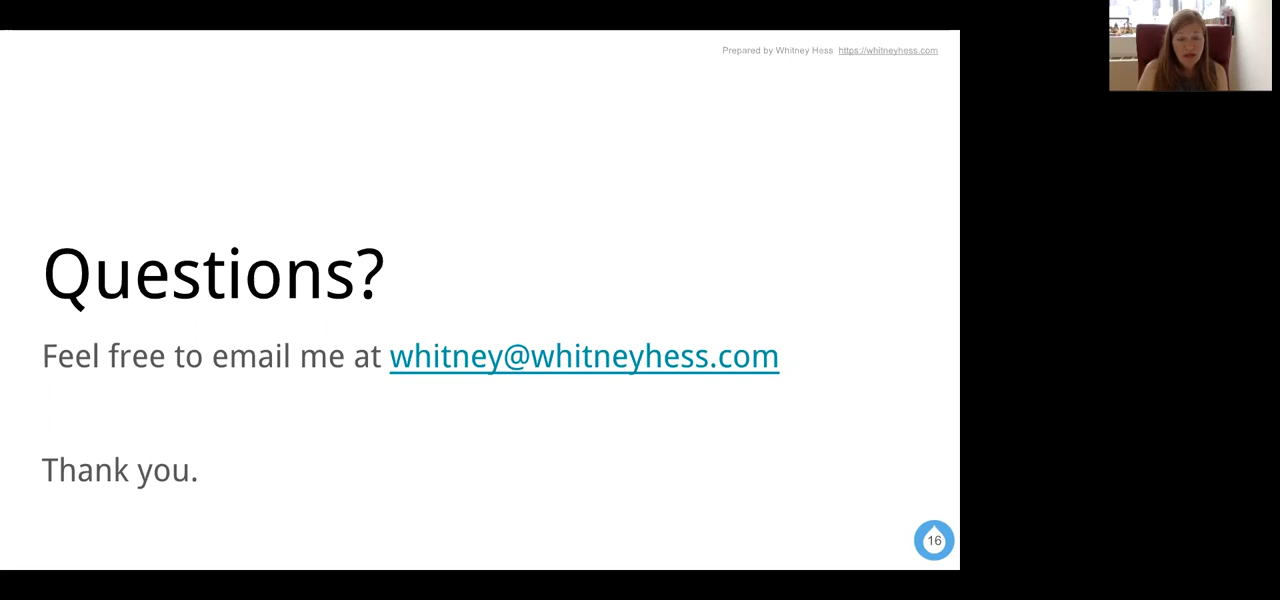 Prepared by Whitney Hess https://whitneyhess.com
Questions?
Feel free to email me at whitney@whitneyhess.com
Thank you.
16